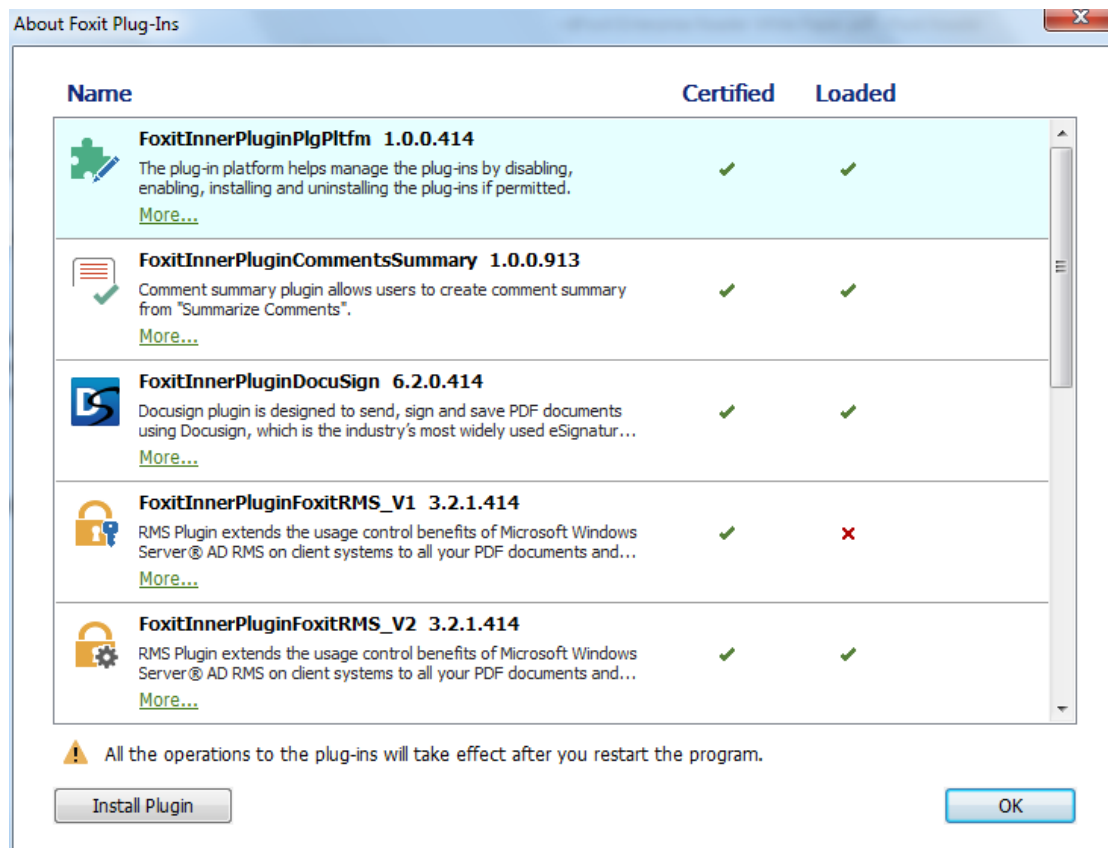 About Foxit Plug-Ins
Name Certified Loaded
FoxitInnerPluginPlgPltfm 1.0.0.414
The plug-in platform helps manage the plug-ins by disabling,
enabling, installing and uninstalling the plug-ins if permitted.
More...
FoxitInnerPluginCommentsSummary 1.0.0.913
Comment summary plugin allows users to create comment summary
from "Summarize Comments".
More...
FoxitInnerPluginDocuSign 6.2.0.414
Docusign plugin is designed to send, sign and save PDF documents
using Docusign, which is the industry's most widely used eSignatur...
More...
FoxitInnerPluginFoxitRMS_V1 3.2.1.414
RMS Plugin extends the usage control benefits of Microsoft Windows
Server® AD RMS on client systems to all your PDF documents and...
More...
FoxitInnerPluginFoxitRMS_V2 3.2.1.414
RMS Plugin extends the usage control benefits of Microsoft Windows
Server® AD RMS on client systems to all your PDF documents and...
More...
All the operations to the plug-ins will take effect after you restart the program.
Install Plugin
OK